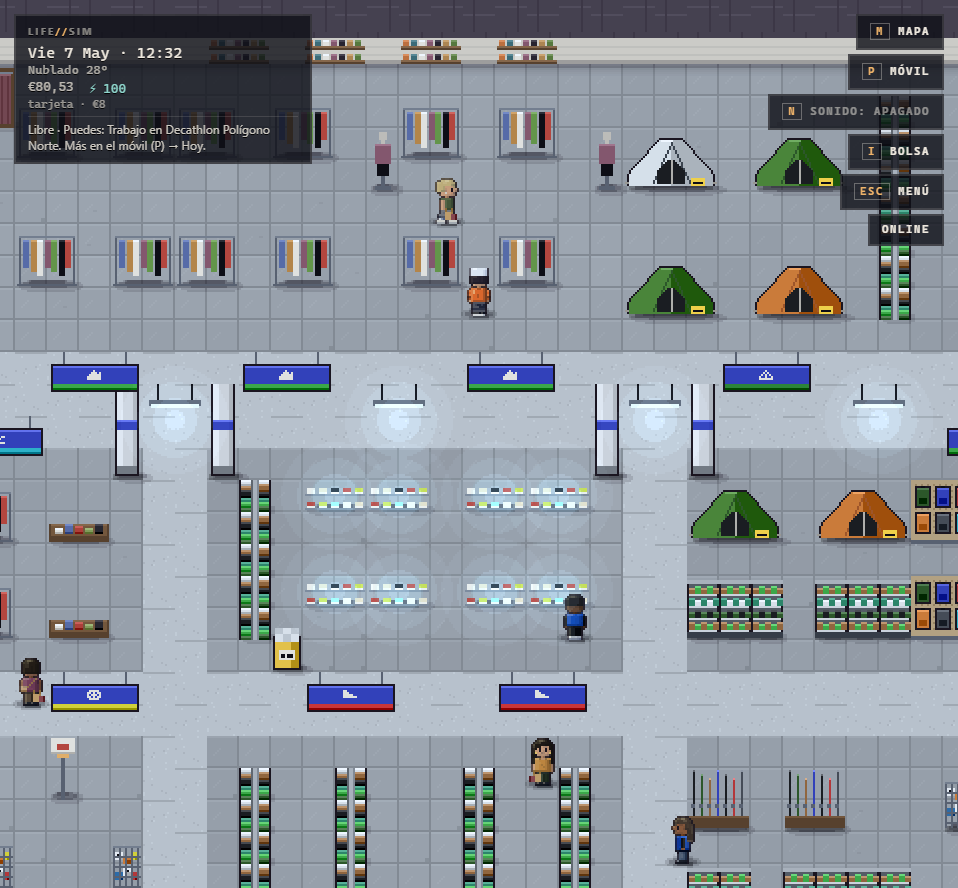 LIFE//SIM
Vie 7 May · 12:32
Nublado 28º
€80,53 ⚡ 100
tarjeta · €8
Libre · Puedes: Trabajo en Decathlon Polígono
Norte. Más en el móvil (P) → Hoy.
M MAPA
P MÓVIL
N SONIDO: APAGADO
I BOLSA
ESC MENÚ
ONLINE